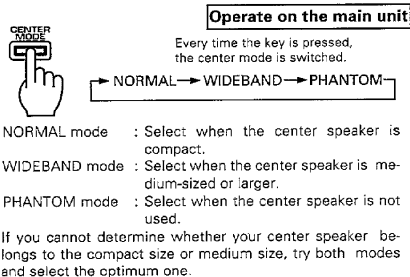 Operate on the main unit
CENTER
MODE
Every time the key is pressed,
the center mode is switched.
NORMAL → WIDEBAND → PHANTOM
NORMAL mode : Select when the center speaker is
compact.
WIDEBAND mode : Select when the center speaker is me-
dium-sized or larger.
PHANTOM mode : Select when the center speaker is not
used.
If you cannot determine whether your center speaker be-
longs to the compact size or medium size, try both modes
and select the optimum one.